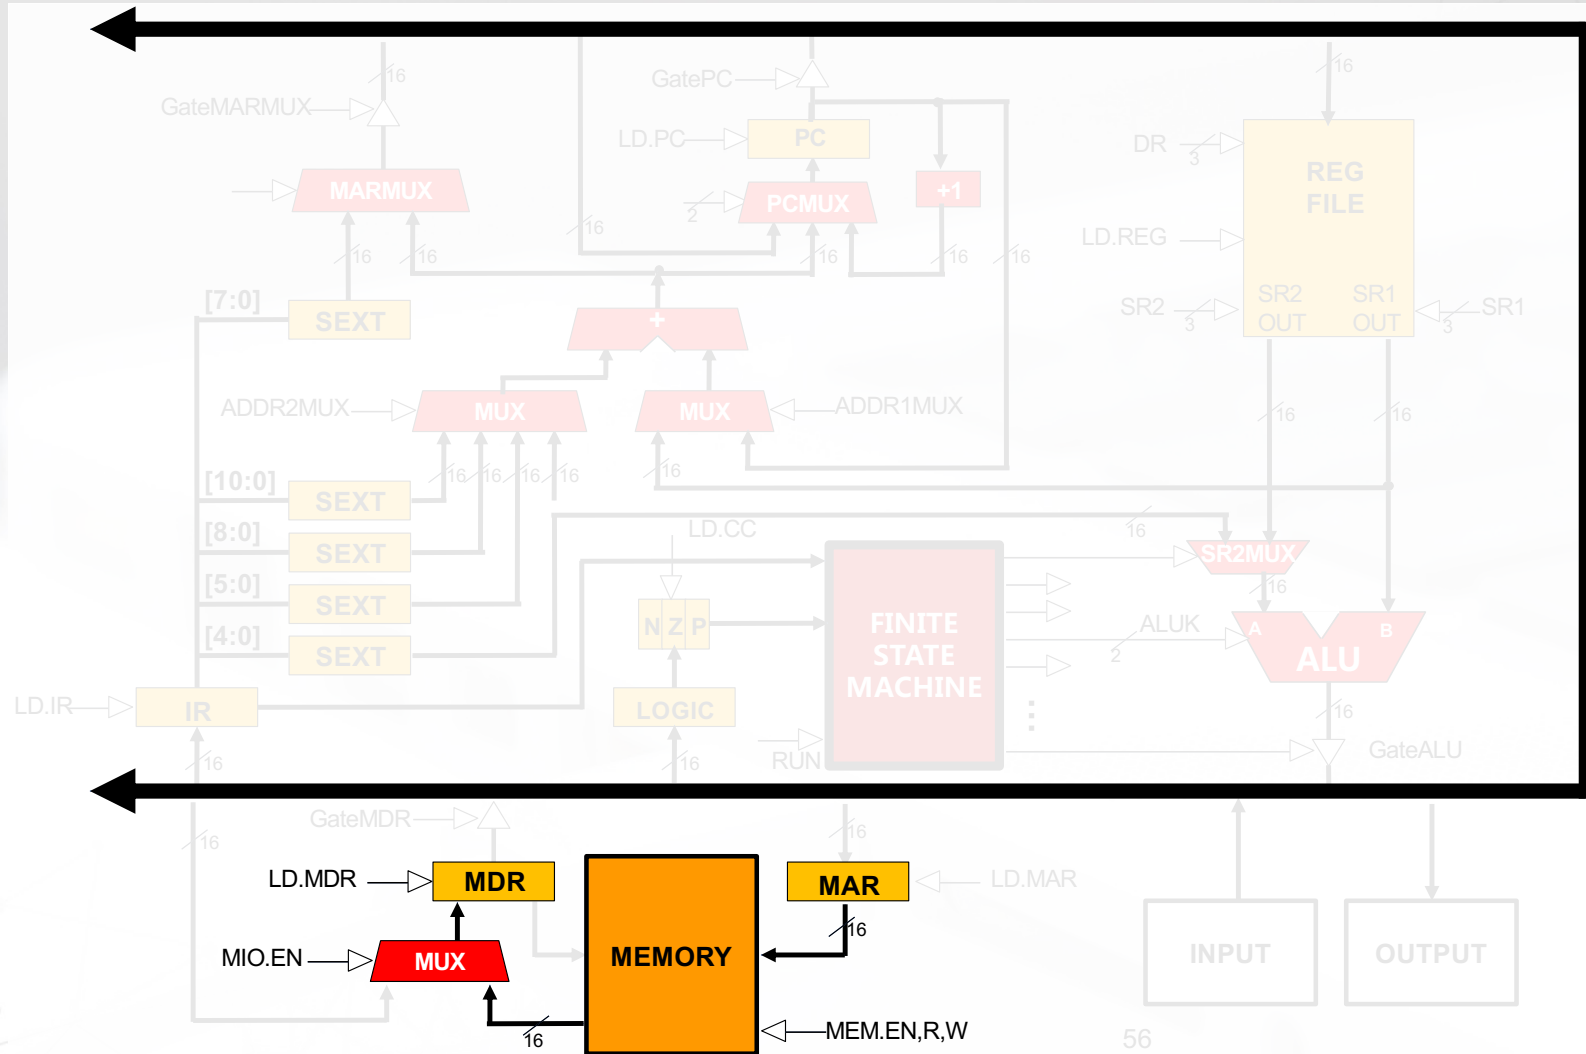 16
GatePC
16
GateMARMUX
LD.PC
PC
DR
3
REG
FILE
MARMUX
2
PCMUX
+1
16
LD.REG
16
16
16
16
16
[7:0]
SEXT
+
SR2
3
SR2
OUT
SR1
OUT
3
SR1
ADDR2MUX
MUX
MUX
ADDR1MUX
16
16
[10:0]
SEXT
16
16
16
16
16
[8:0]
SEXT
LD.CC
16
SR2MUX
[5:0]
SEXT
16
N Z P
FINITE
STATE
MACHINE
ALUK
2
A
B
ALU
[4:0]
SEXT
LD.IR
IR
LOGIC
16
⋮
16
16
RUN
GateALU
GateMDR
16
16
LD.MDR
MDR
MAR
LD.MAR
16
MIO.EN
MUX
MEMORY
INPUT
OUTPUT
16
MEM.EN,R,W
56